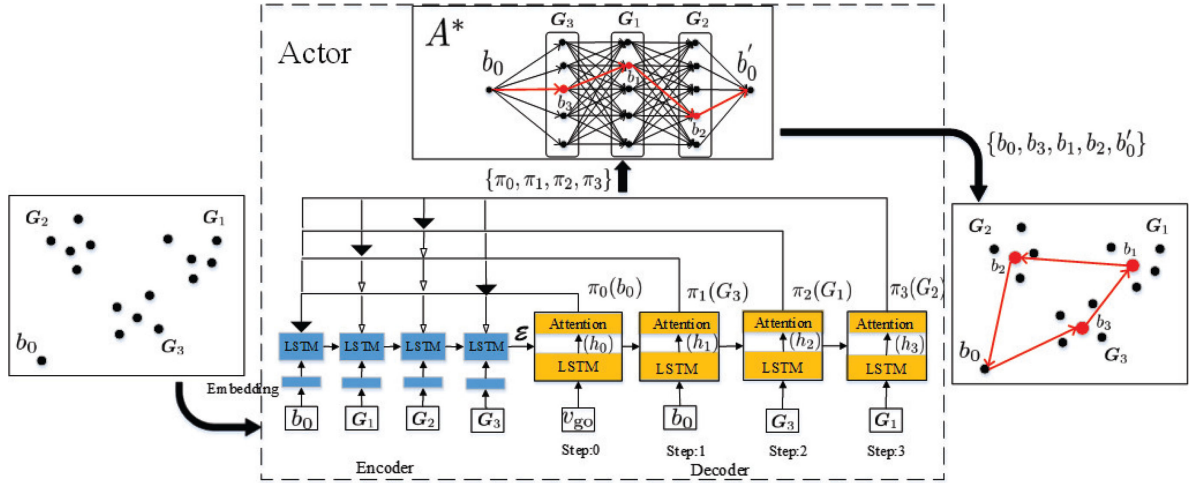 G₃ G₁ G₂
A*
Actor
b₀
b₀′
b₃
b₁
b₂
{π₀, π₁, π₂, π₃}
{b₀, b₃, b₁, b₂, b₀′}
G₂
G₁
G₃
b₀
π₀(b₀)
π₁(G₃)
π₂(G₁)
π₃(G₂)
LSTM LSTM LSTM LSTM
ε
Attention Attention Attention Attention
(h₀) (h₁) (h₂) (h₃)
LSTM LSTM LSTM LSTM
Embedding
b₀ G₁ G₂ G₃ v_go b₀ G₃ G₁
Step:0 Step:1 Step:2 Step:3
Encoder Decoder
G₂
G₁
b₂
b₁
b₃
G₃
b₀